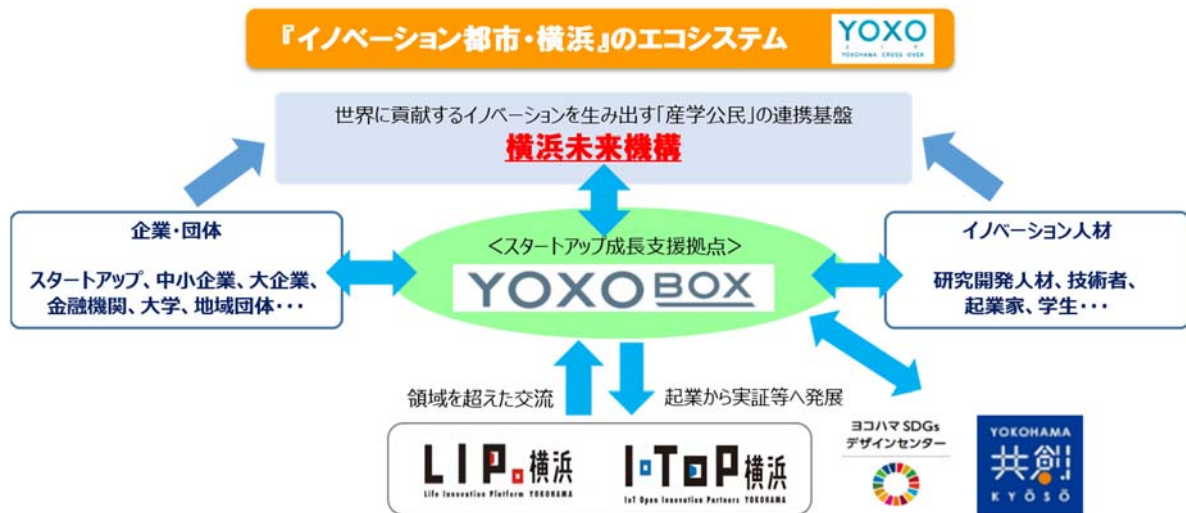 『イノベーション都市・横浜』のエコシステム
YOXO
よくぞ
YOKOHAMA CROSS OVER
世界に貢献するイノベーションを生み出す「産学公民」の連携基盤
横浜未来機構
企業・団体
スタートアップ、中小企業、大企業、
金融機関、大学、地域団体・・・
<スタートアップ成長支援拠点>
YOXO BOX
イノベーション人材
研究開発人材、技術者、
起業家、学生・・・
領域を超えた交流
起業から実証等へ発展
LIP.横浜
Life Innovation Platform YOKOHAMA
I・TOP横浜
IoT Open Innovation Partners YOKOHAMA
ヨコハマ SDGs
デザインセンター
YOKOHAMA
共創
KYŌSŌ